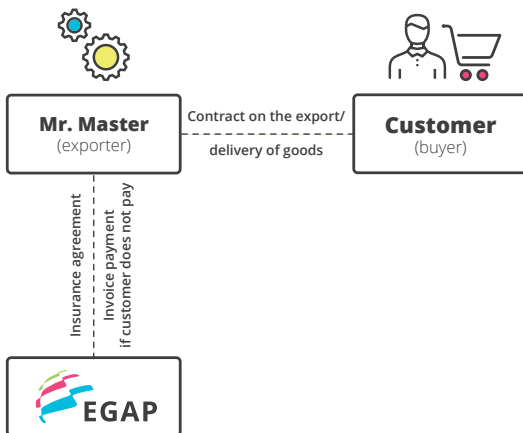 Mr. Master
(exporter)
Contract on the export/
delivery of goods
Customer
(buyer)
Insurance agreement
Invoice payment
if customer does not pay
EGAP